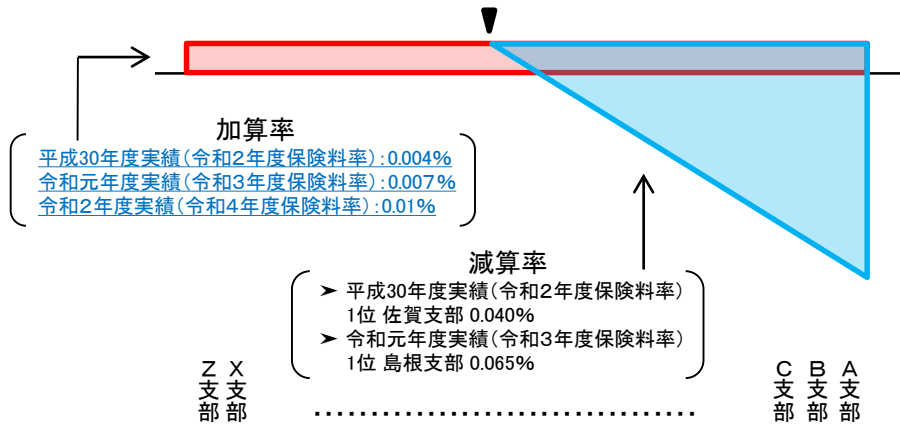 加算率
平成30年度実績(令和2年度保険料率):0.004%
令和元年度実績(令和3年度保険料率):0.007%
令和2年度実績(令和4年度保険料率):0.01%
減算率
➤ 平成30年度実績(令和2年度保険料率)
1位 佐賀支部 0.040%
➤ 令和元年度実績(令和3年度保険料率)
1位 島根支部 0.065%
Z支部
X支部
......................................
C支部
B支部
A支部